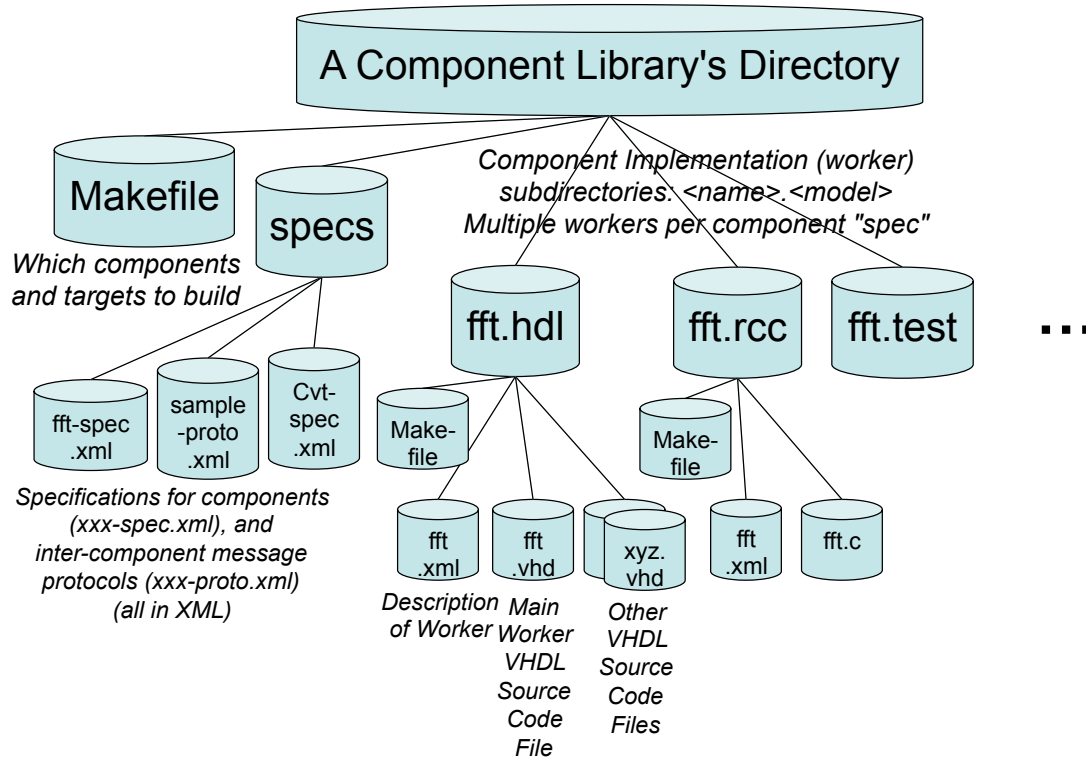 A Component Library's Directory
Makefile
Which components
and targets to build
specs
Component Implementation (worker)
subdirectories: <name>.<model>
Multiple workers per component "spec"
fft.hdl
fft.rcc
fft.test
...
fft-spec
.xml
sample
-proto
.xml
Cvt-
spec
.xml
Specifications for components
(xxx-spec.xml), and
inter-component message
protocols (xxx-proto.xml)
(all in XML)
Make-
file
fft
.xml
Description
of Worker
fft
.vhd
Main
Worker
VHDL
Source
Code
File
xyz.
vhd
Other
VHDL
Source
Code
Files
Make-
file
fft
.xml
fft.c